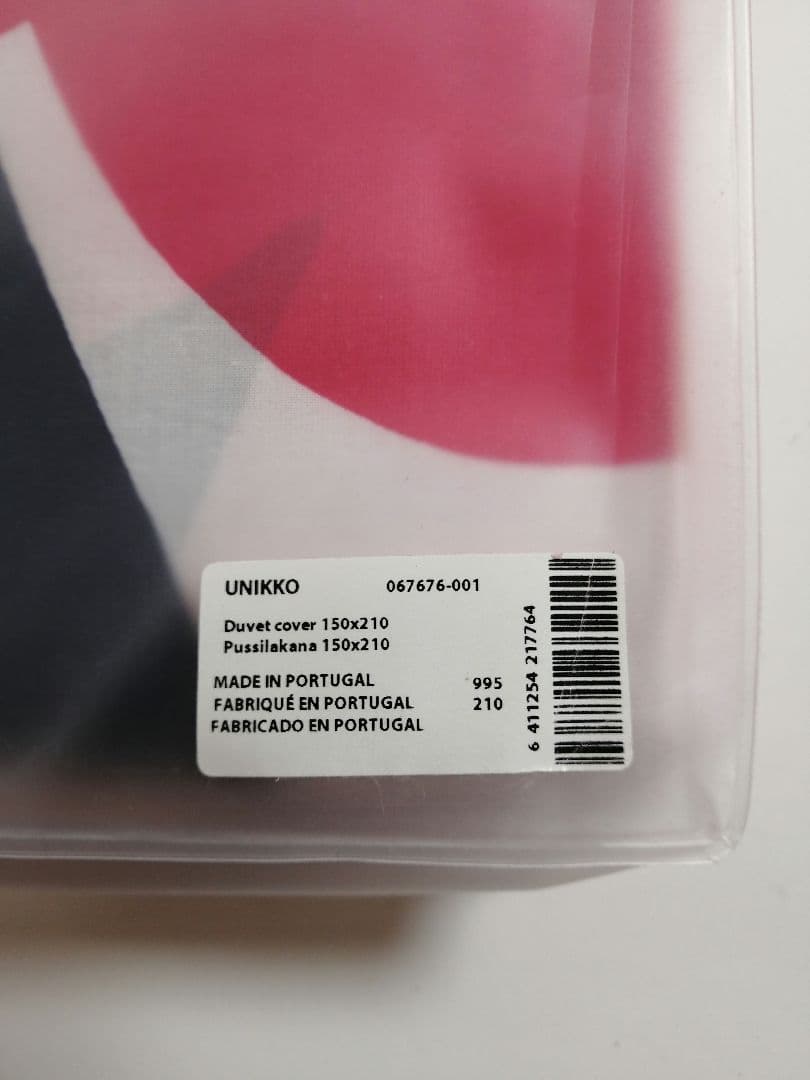 UNIKKO 067676-001
Duvet cover 150x210
Pussilakana 150x210
MADE IN PORTUGAL 995
FABRIQUÉ EN PORTUGAL 210
FABRICADO EN PORTUGAL
6 411254 217764